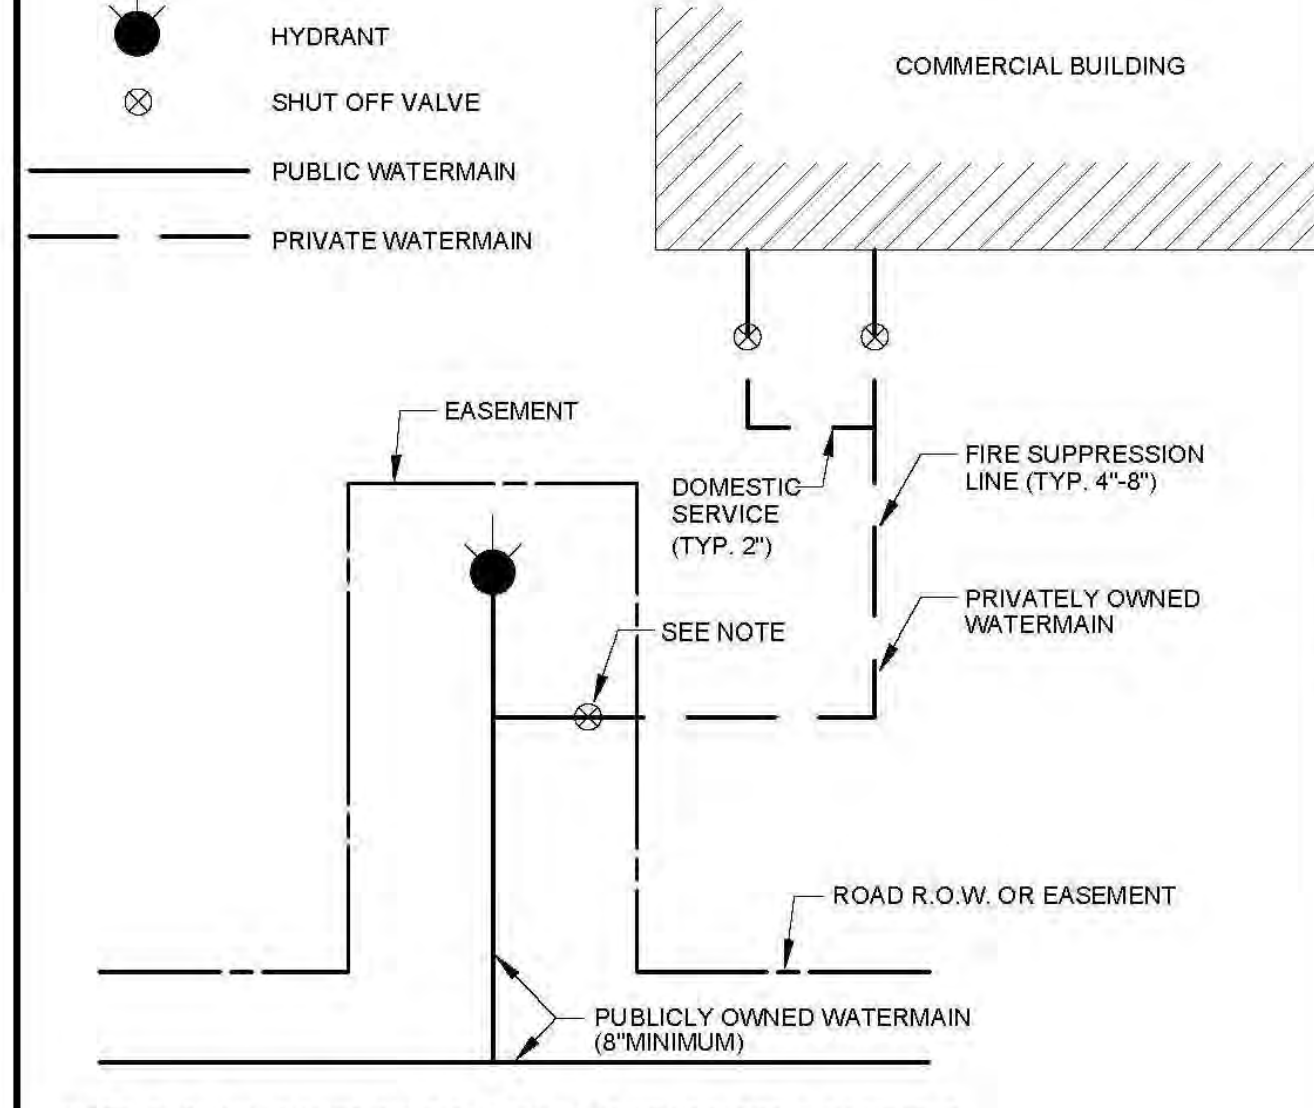 HYDRANT
SHUT OFF VALVE
PUBLIC WATERMAIN
PRIVATE WATERMAIN
COMMERCIAL BUILDING
EASEMENT
DOMESTIC
SERVICE
(TYP. 2")
FIRE SUPPRESSION
LINE (TYP. 4"-8")
SEE NOTE
PRIVATELY OWNED
WATERMAIN
ROAD R.O.W. OR EASEMENT
PUBLICLY OWNED WATERMAIN
(8"MINIMUM)